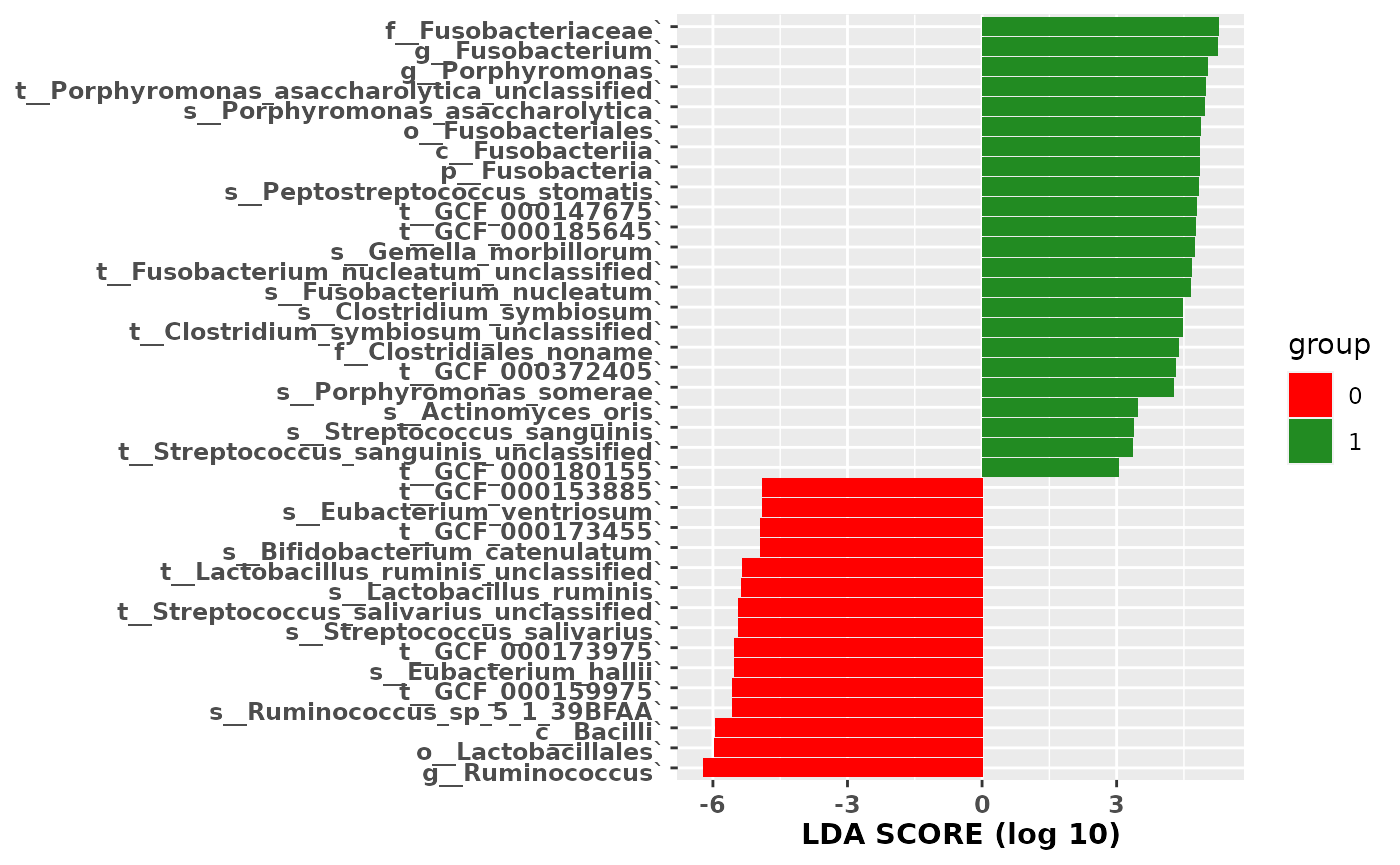 f__Fusobacteriaceae`
g__Fusobacterium`
g__Porphyromonas`
t__Porphyromonas_asaccharolytica_unclassified`
s__Porphyromonas_asaccharolytica`
o__Fusobacteriales`
c__Fusobacteriia`
p__Fusobacteria`
s__Peptostreptococcus_stomatis`
t__GCF_000147675`
t__GCF_000185645`
s__Gemella_morbillorum`
t__Fusobacterium_nucleatum_unclassified`
s__Fusobacterium_nucleatum`
s__Clostridium_symbiosum`
t__Clostridium_symbiosum_unclassified`
f__Clostridiales_noname`
t__GCF_000372405`
s__Porphyromonas_somerae`
s__Actinomyces_oris`
s__Streptococcus_sanguinis`
t__Streptococcus_sanguinis_unclassified`
t__GCF_000180155`
t__GCF_000153885`
s__Eubacterium_ventriosum`
t__GCF_000173455`
s__Bifidobacterium_catenulatum`
t__Lactobacillus_ruminis_unclassified`
s__Lactobacillus_ruminis`
t__Streptococcus_salivarius_unclassified`
s__Streptococcus_salivarius`
t__GCF_000173975`
s__Eubacterium_hallii`
t__GCF_000159975`
s__Ruminococcus_sp_5_1_39BFAA`
c__Bacilli`
o__Lactobacillales`
g__Ruminococcus`
-6 -3 0 3
LDA SCORE (log 10)
group
0
1